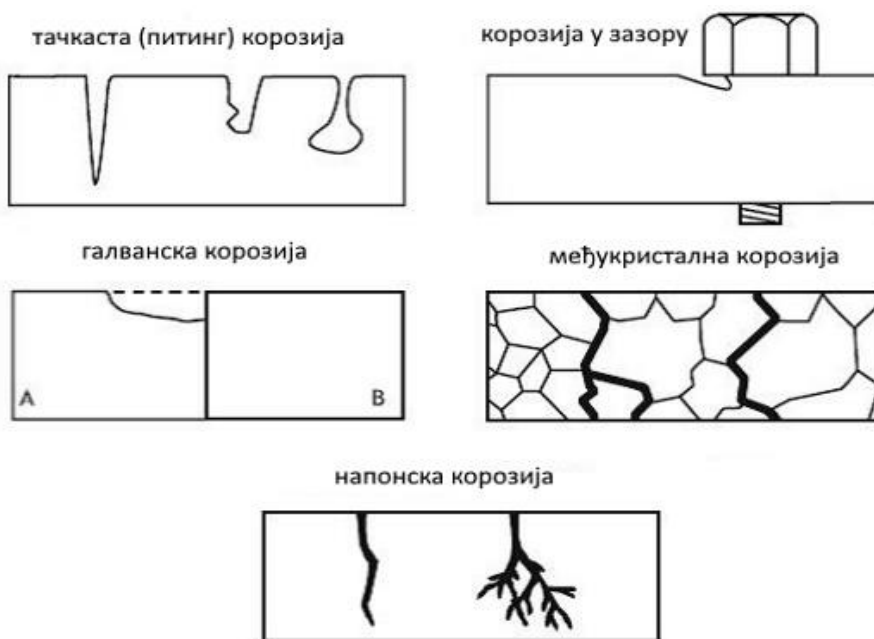 тачкаста (питинг) корозија
корозија у зазору
галванска корозија
међукристална корозија
А
В
напонска корозија